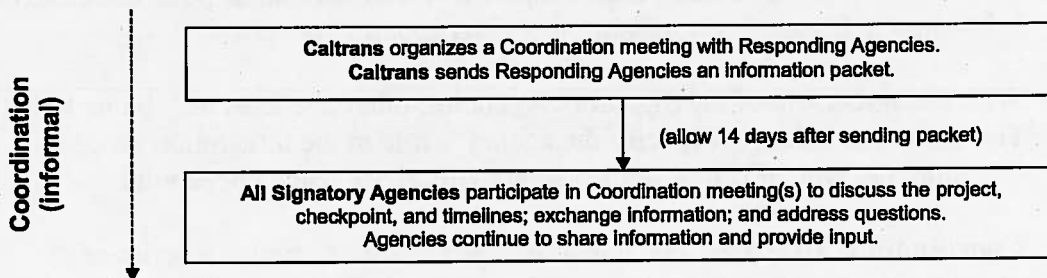 Coordination
(informal)
Caltrans organizes a Coordination meeting with Responding Agencies.
Caltrans sends Responding Agencies an information packet.
(allow 14 days after sending packet)
All Signatory Agencies participate in Coordination meeting(s) to discuss the project,
checkpoint, and timelines; exchange information; and address questions.
Agencies continue to share information and provide input.